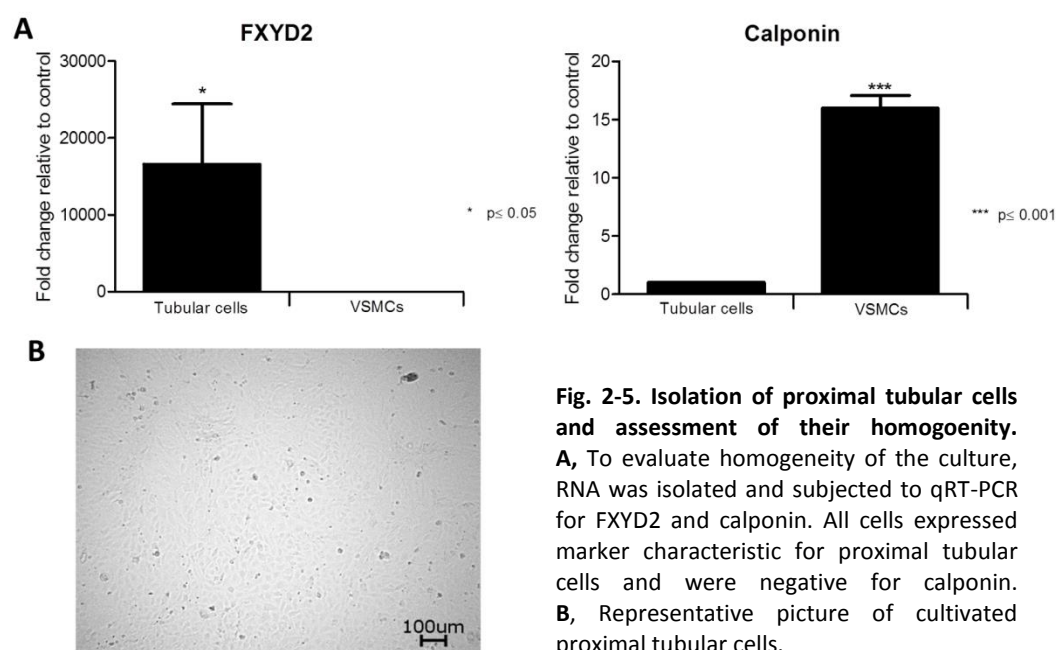 A
FXYD2
Fold change relative to control
30000
20000
10000
0
*
Tubular cells
VSMCs
* p≤ 0.05
Calponin
Fold change relative to control
20
15
10
5
0
***
Tubular cells
VSMCs
*** p≤ 0.001
B
100um
Fig. 2-5. Isolation of proximal tubular cells
and assessment of their homogoenity.
A, To evaluate homogeneity of the culture,
RNA was isolated and subjected to qRT-PCR
for FXYD2 and calponin. All cells expressed
marker characteristic for proximal tubular
cells and were negative for calponin.
B, Representative picture of cultivated
proximal tubular cells.